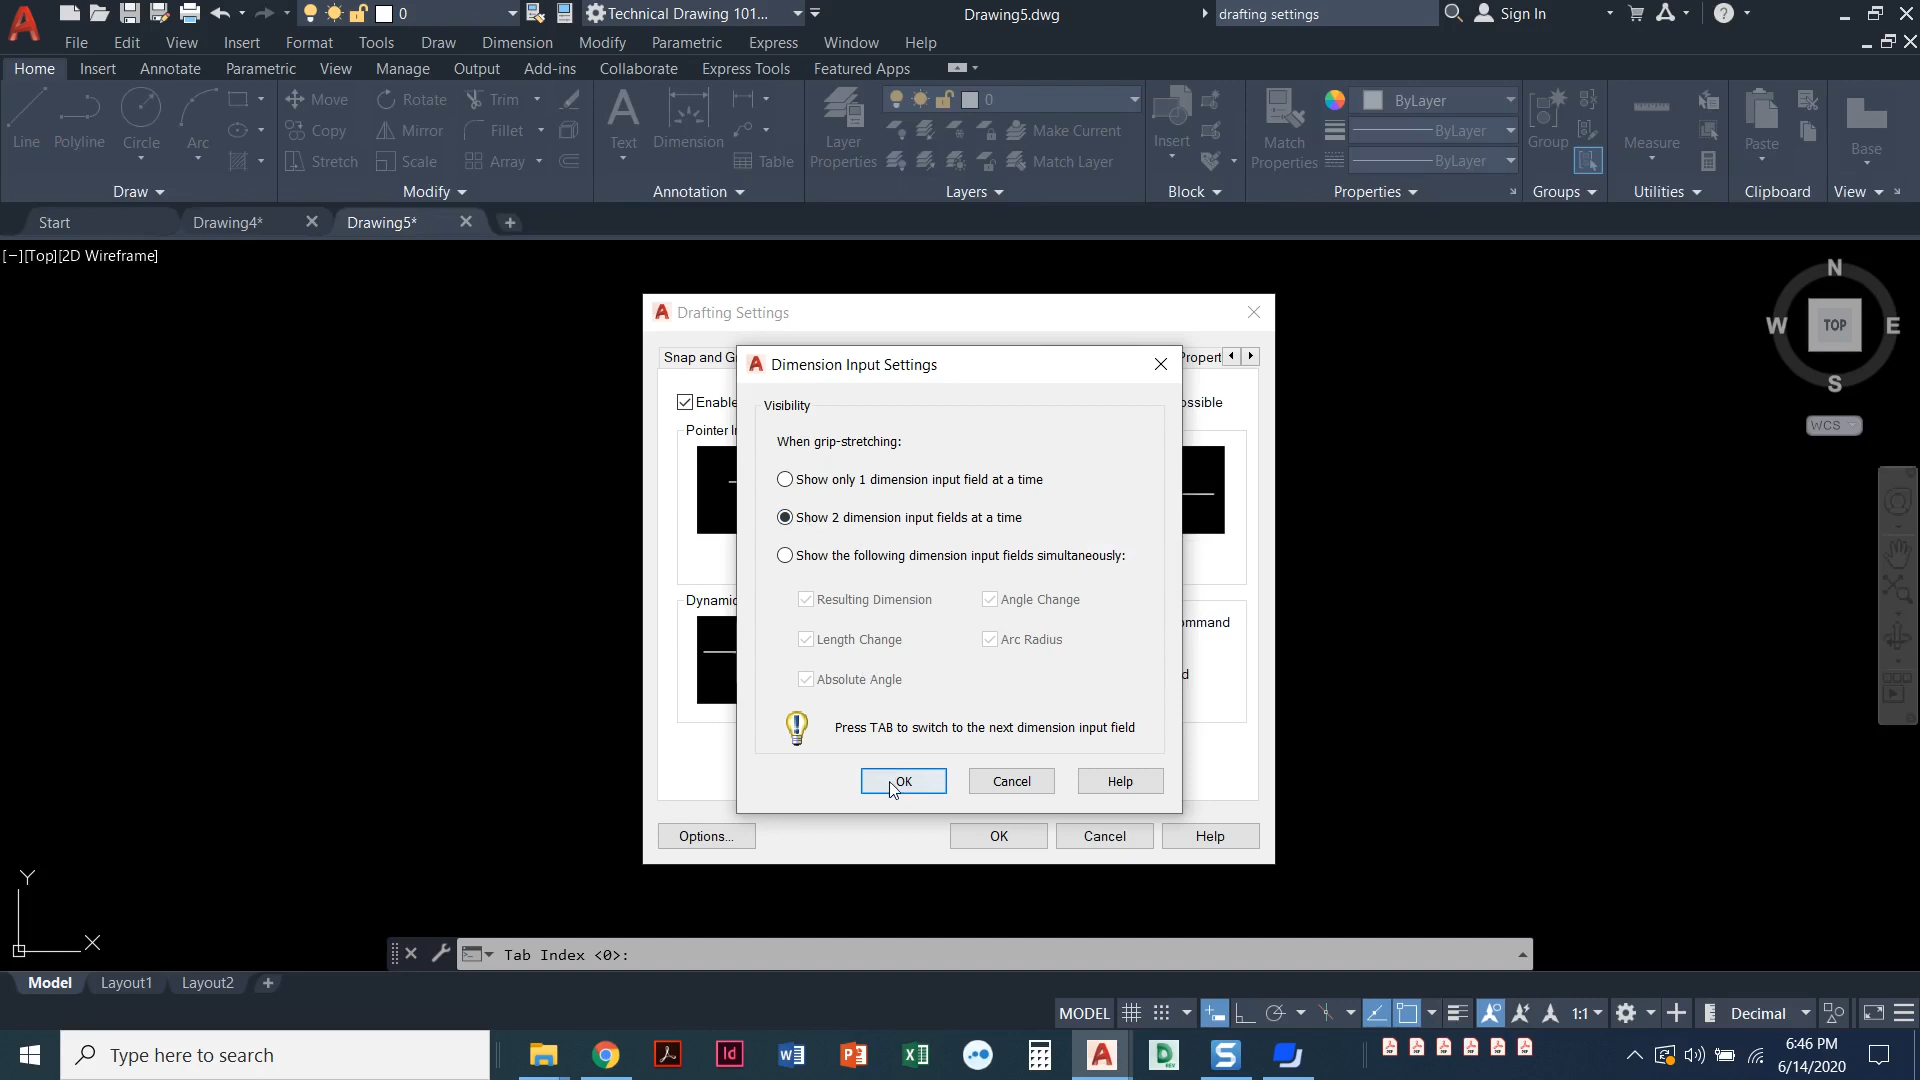 0
Technical Drawing 101...
Drawing5.dwg
drafting settings
Sign In
File Edit View Insert Format Tools Draw Dimension Modify Parametric Express Window Help
Home Insert Annotate Parametric View Manage Output Add-ins Collaborate Express Tools Featured Apps
Line Polyline Circle Arc
Draw
Move Rotate Trim
Copy Mirror Fillet
Stretch Scale Array
Modify
Text Dimension Table
Annotation
Layer Properties
0
Make Current
Match Layer
Layers
Insert
Block
Match Properties
ByLayer
ByLayer
ByLayer
Properties
Group
Groups
Measure
Utilities
Paste
Clipboard
Base
View
Start Drawing4* Drawing5*
[−][Top][2D Wireframe]
N
W TOP E
S
WCS
Drafting Settings
Snap and G
Propert
Enable
ossible
Pointer I
Dynamic
ommand
d
Options... OK Cancel Help
Dimension Input Settings
Visibility
When grip-stretching:
Show only 1 dimension input field at a time
Show 2 dimension input fields at a time
Show the following dimension input fields simultaneously:
Resulting Dimension Angle Change
Length Change Arc Radius
Absolute Angle
Press TAB to switch to the next dimension input field
OK Cancel Help
Y
X
Tab Index <0>:
Model Layout1 Layout2
MODEL 1:1 Decimal
Type here to search
6:46 PM
6/14/2020